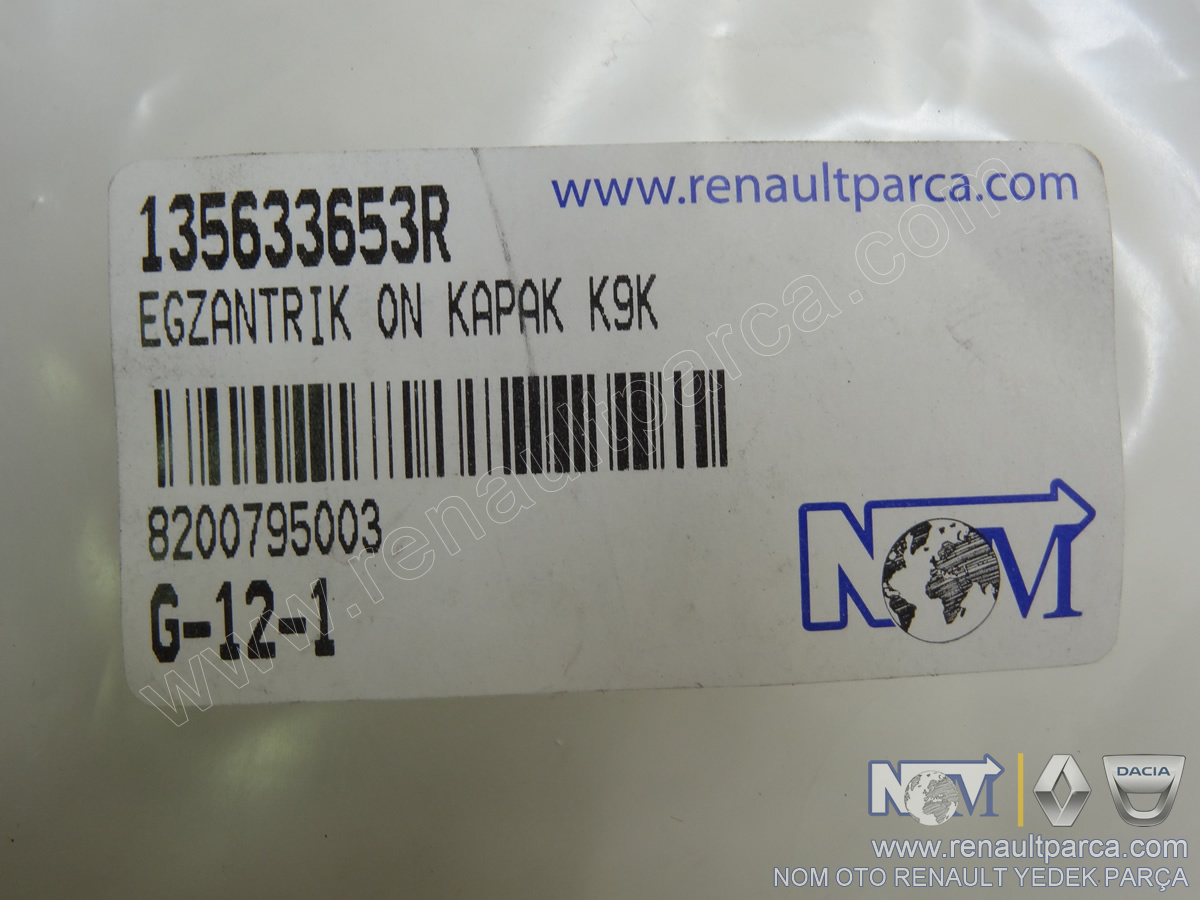 135633653R
www.renaultparca.com
EGZANTRIK ON KAPAK K9K
8200795003
G-12-1
NOM
www.renaultparca.com
NOM
DACIA
www.renaultparca.com
NOM OTO RENAULT YEDEK PARÇA